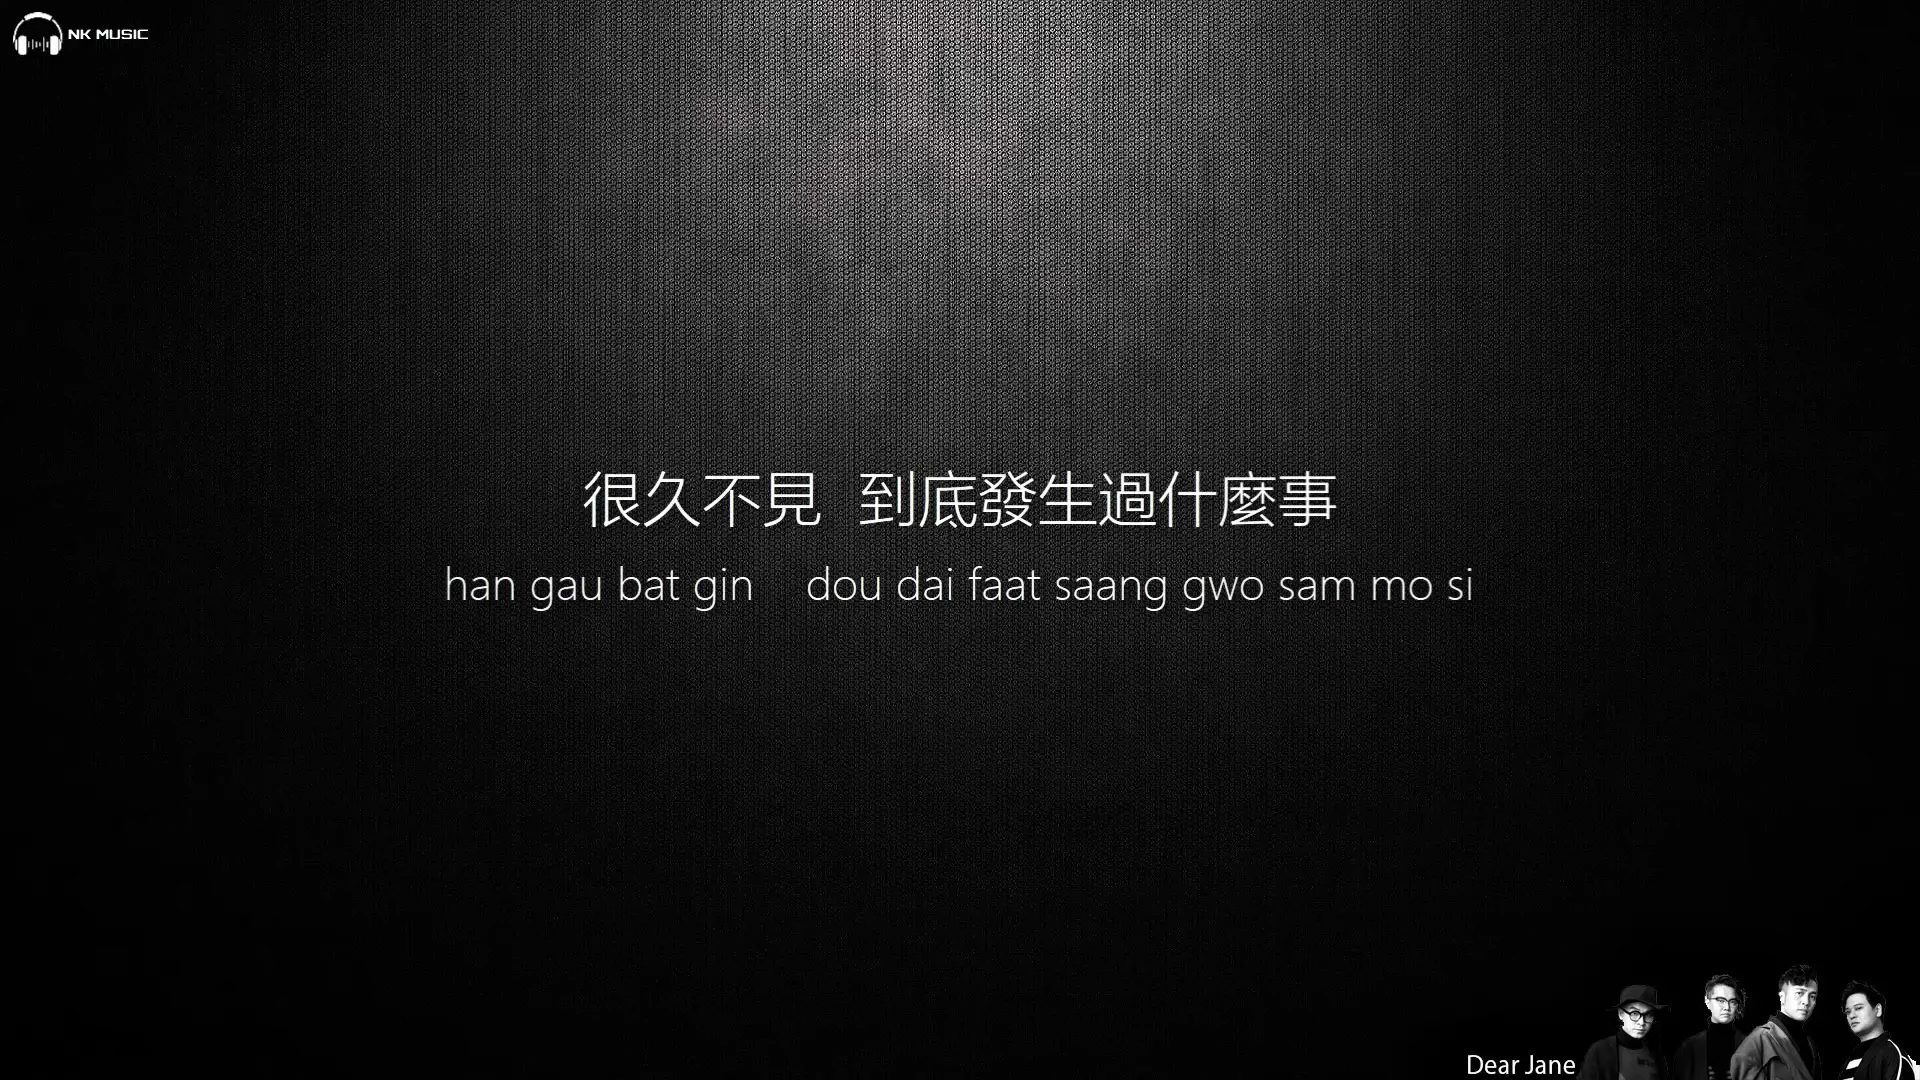 NK MUSIC
很久不見 到底發生過什麼事
han gau bat gin dou dai faat saang gwo sam mo si
Dear Jane